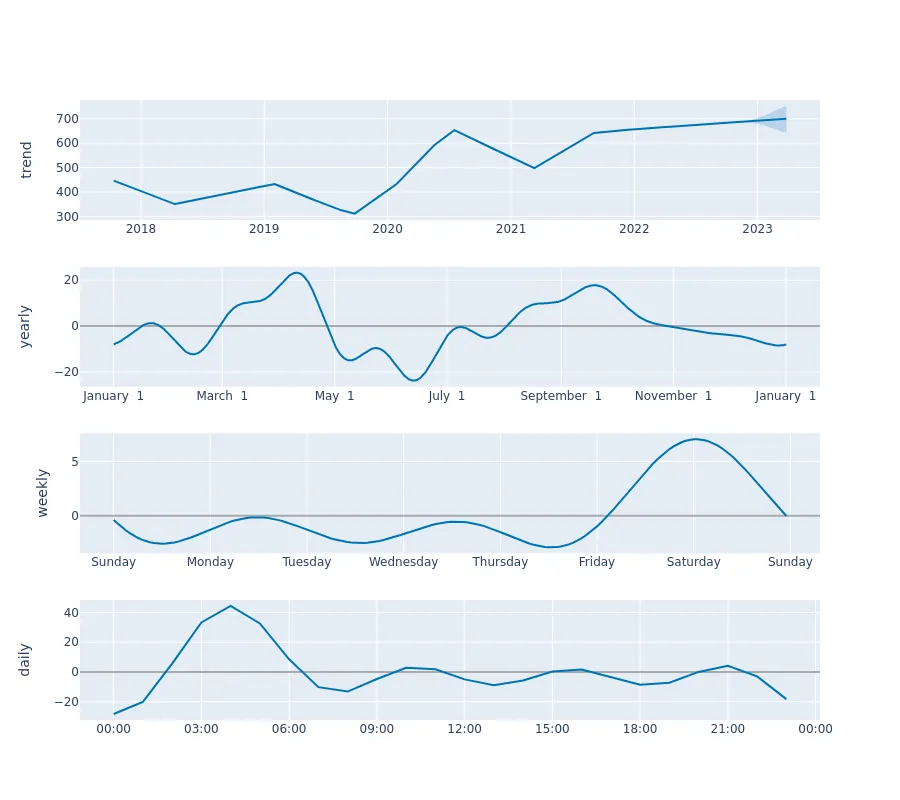 trend
700
600
500
400
300
2018 2019 2020 2021 2022 2023
yearly
20
0
−20
January 1 March 1 May 1 July 1 September 1 November 1 January 1
weekly
5
0
Sunday Monday Tuesday Wednesday Thursday Friday Saturday Sunday
daily
40
20
0
−20
00:00 03:00 06:00 09:00 12:00 15:00 18:00 21:00 00:00